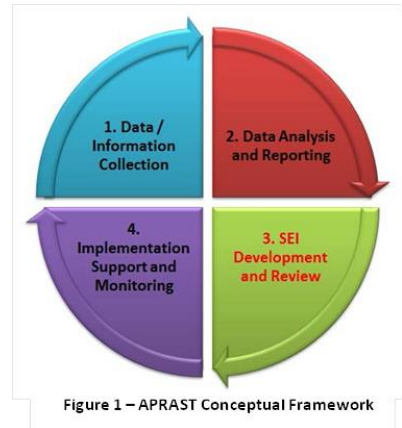 1. Data /
Information
Collection
2. Data Analysis
and Reporting
3. SEI
Development
and Review
4.
Implementation
Support and
Monitoring
Figure 1 – APRAST Conceptual Framework